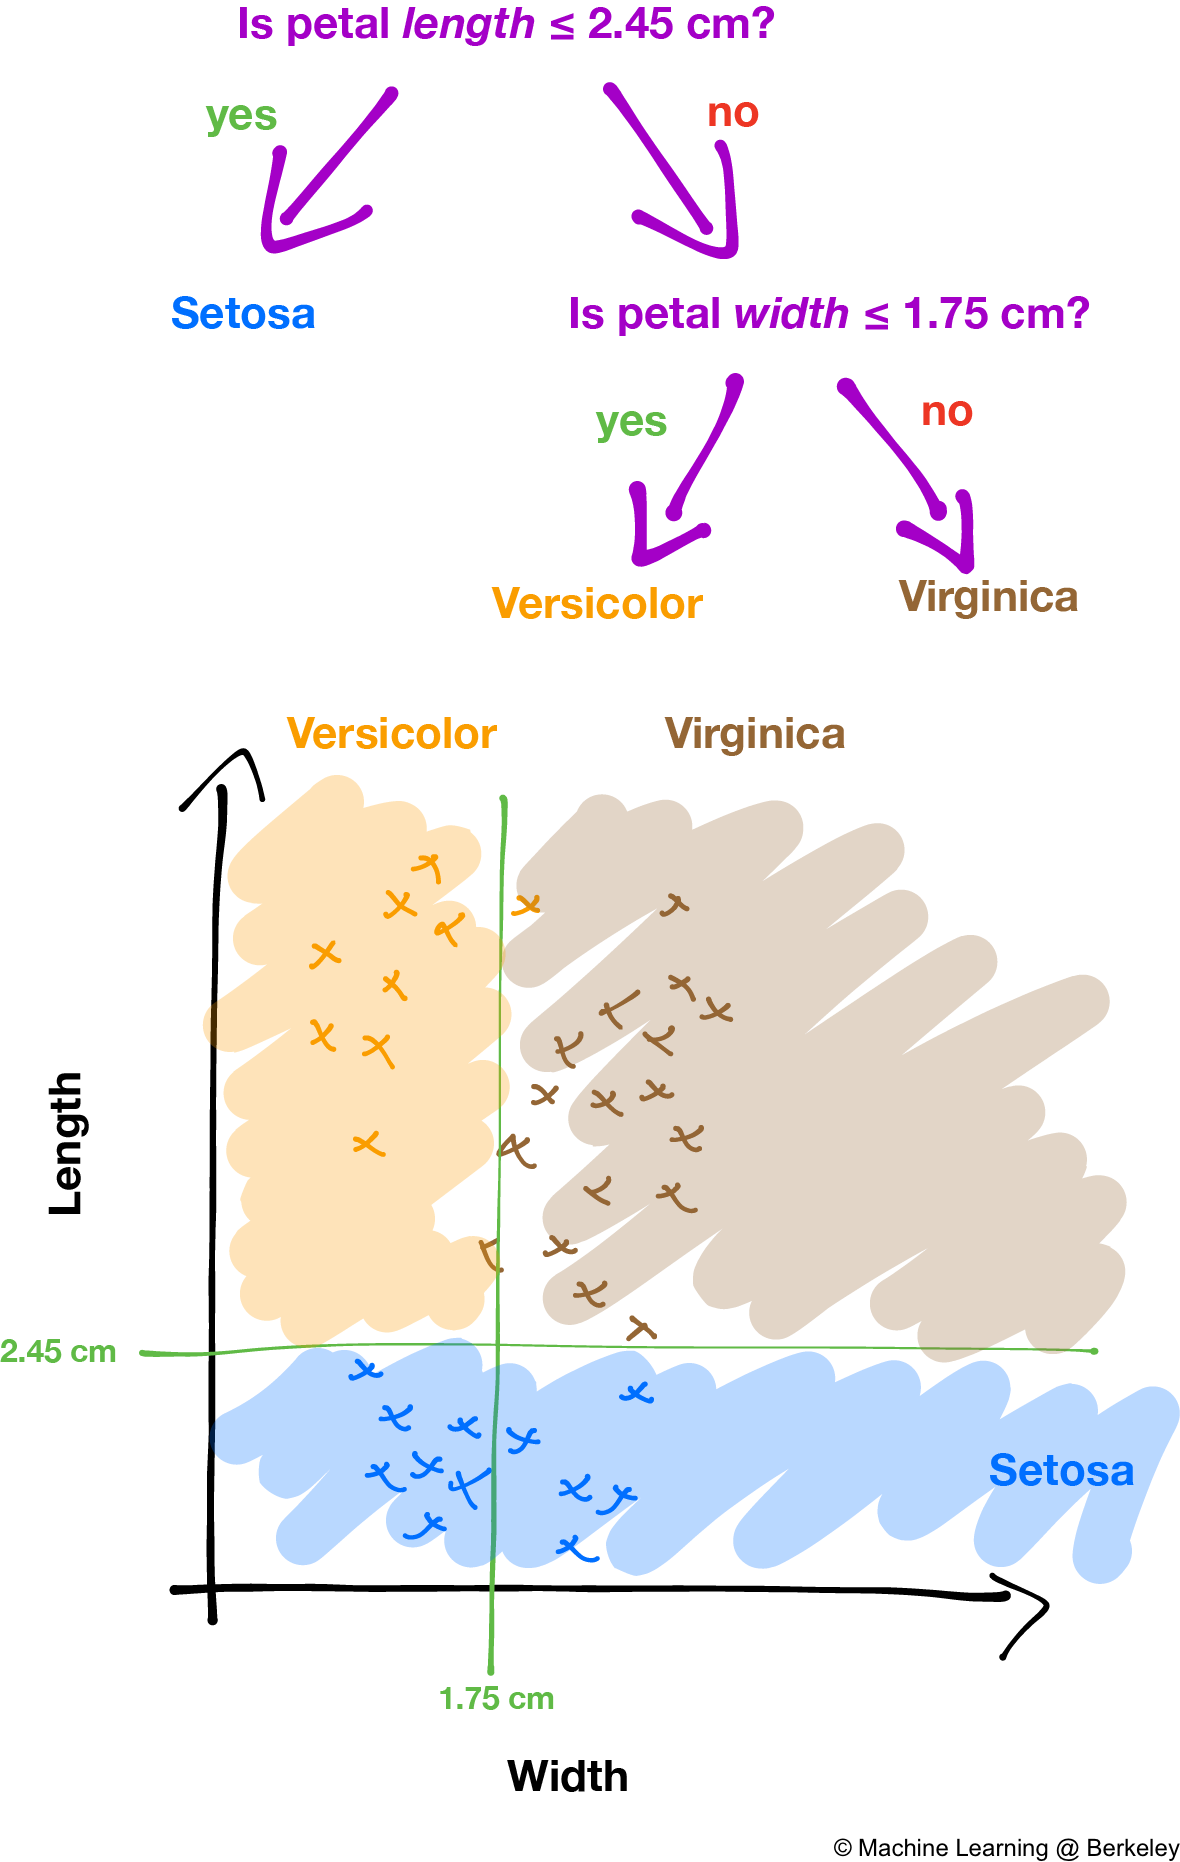 Is petal length ≤ 2.45 cm?
yes
no
Setosa
Is petal width ≤ 1.75 cm?
yes
no
Versicolor
Virginica
Versicolor
Virginica
Length
2.45 cm
Setosa
1.75 cm
Width
© Machine Learning @ Berkeley